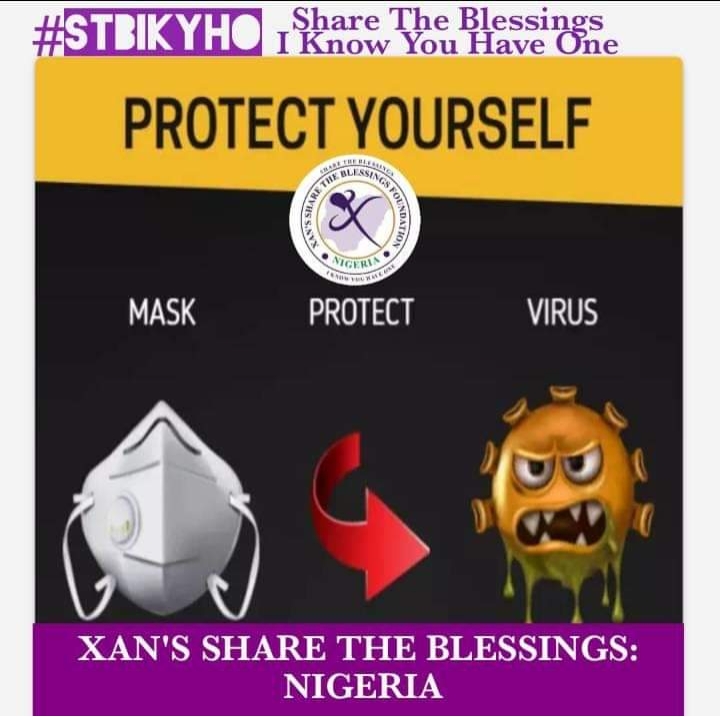 #STBIKYHO
Share The Blessings
I Know You Have One
PROTECT YOURSELF
SHARE THE BLESSINGS
XAN'S SHARE THE BLESSINGS FOUNDATION
NIGERIA
I KNOW YOU HAVE ONE
MASK
PROTECT
VIRUS
XAN'S SHARE THE BLESSINGS:
NIGERIA